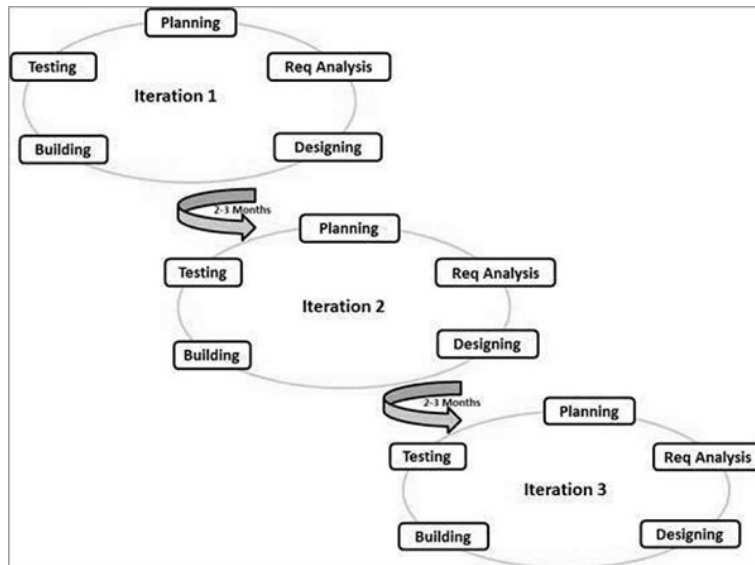 Planning
Testing
Req Analysis
Iteration 1
Building
Designing
2-3 Months
Planning
Testing
Req Analysis
Iteration 2
Building
Designing
2-3 Months
Planning
Testing
Req Analysis
Iteration 3
Building
Designing